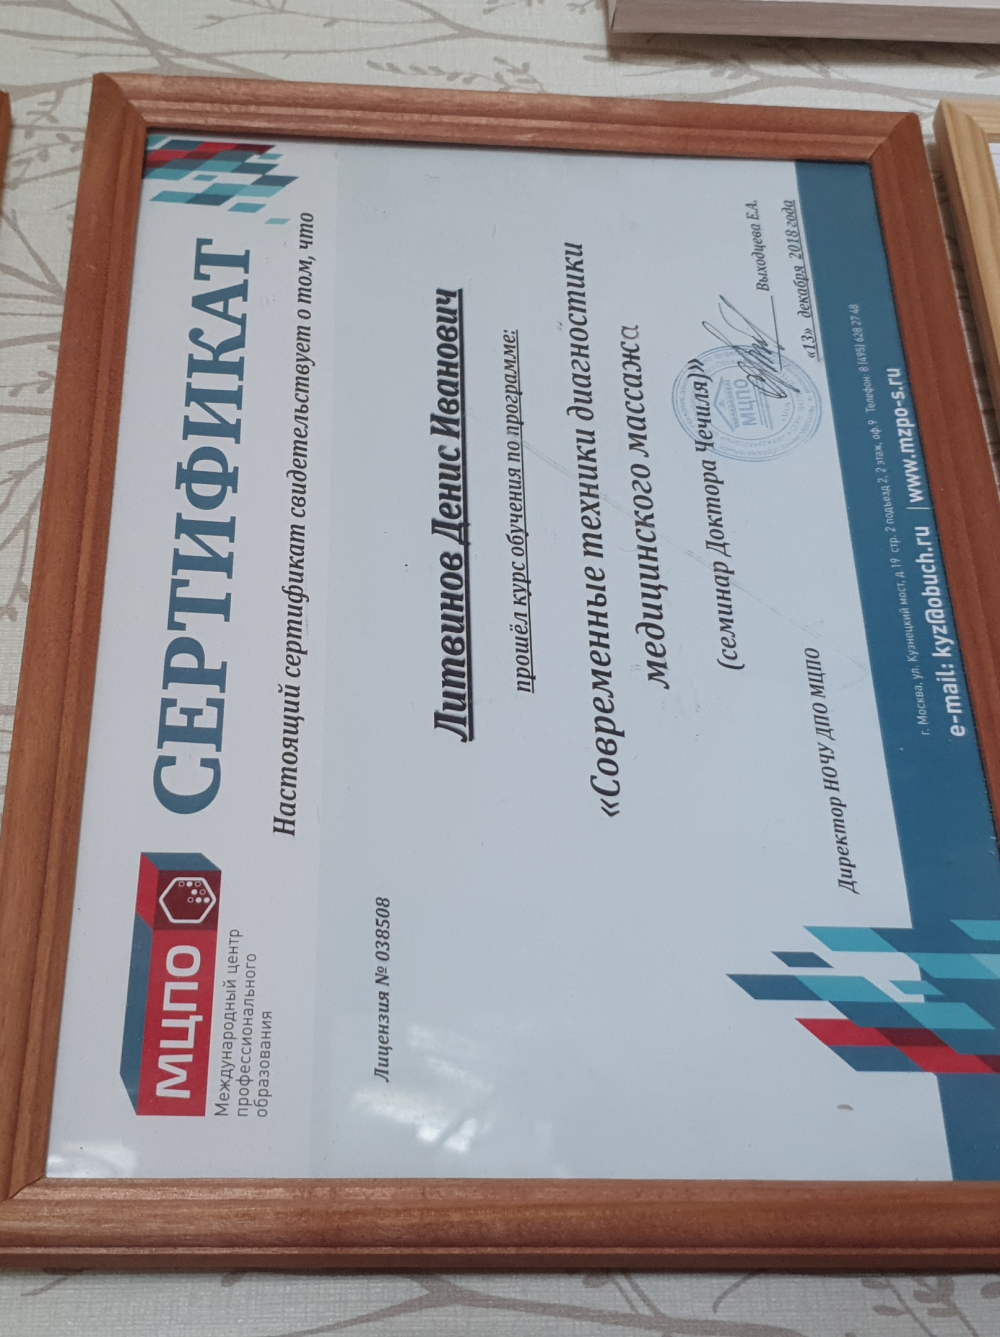 МЦПО
Международный центр
профессионального
образования
СЕРТИФИКАТ
Настоящий сертификат свидетельствует о том, что
Лицензия № 038508
Литвинов Денис Иванович
прошёл курс обучения по программе:
«Современные техники диагностики
медицинского массажа
(семинар Доктора Чечиля)»
МЦПО
Директор НОЧУ ДПО МЦПО
Выходцева Е.А.
«13» декабря 2018 года
г. Москва, ул. Кузнецкий мост, д.19 стр. 2 подъезд 2, 2 этаж, оф.9 Телефон: 8 (495) 628 27 48
e-mail: kyz@obuch.ru | www.mzpo-s.ru